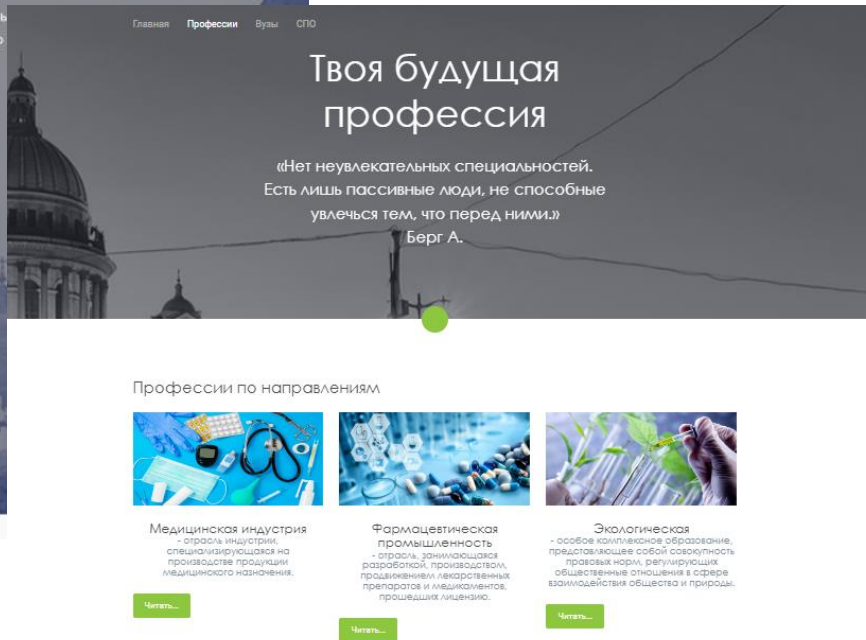 Главная Профессии Вузы СПО
Твоя будущая
профессия
«Нет неувлекательных специальностей.
Есть лишь пассивные люди, не способные
увлечься тем, что перед ними.»
Берг А.
Профессии по направлениям
Медицинская индустрия
- отрасль индустрии,
специализирующаяся на
производстве продукции
медицинского назначения.
Читать...
Фармацевтическая
промышленность
- отрасль, занимающаяся
разработкой, производством,
продвижением лекарственных
препаратов и медикаментов,
прошедших лицензию.
Читать...
Экологическая
- особое комплексное образование,
представляющее собой совокупность
правовых норм, регулирующих
общественные отношения в сфере
взаимодействия общества и природы.
Читать...